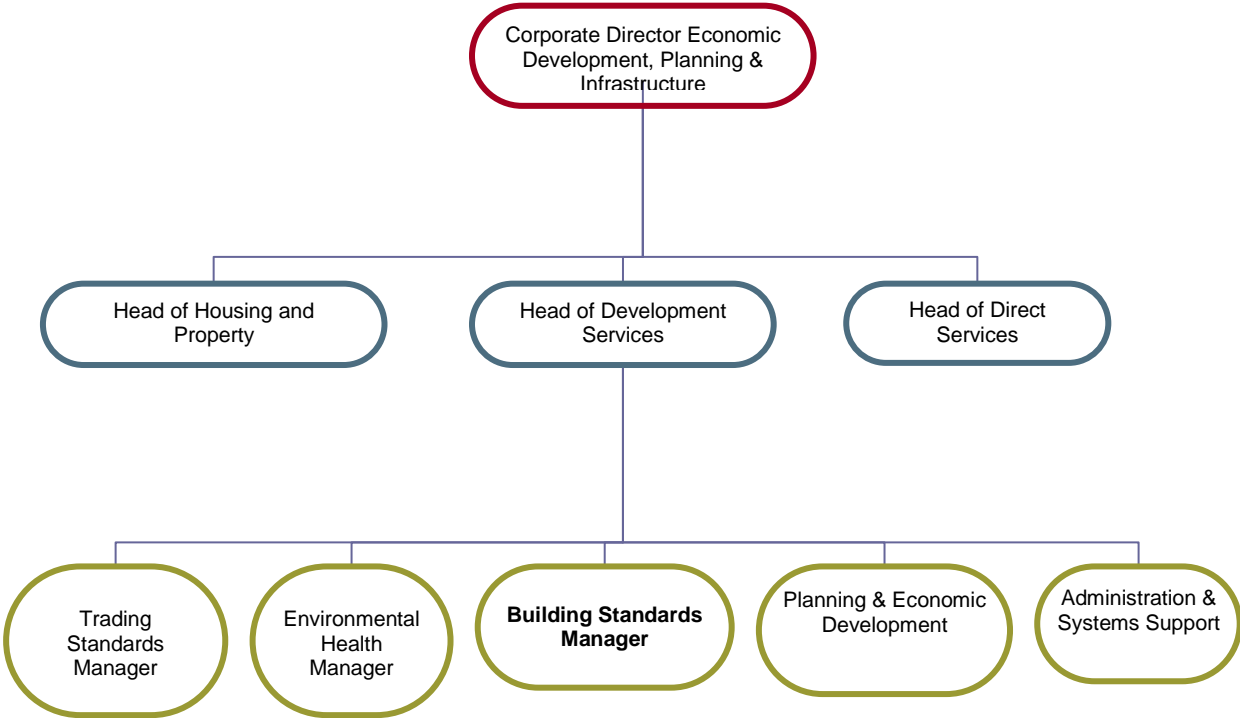 Corporate Director Economic
Development, Planning &
Infrastructure
Head of Housing and
Property
Head of Development
Services
Head of Direct
Services
Trading
Standards
Manager
Environmental
Health
Manager
Building Standards
Manager
Planning & Economic
Development
Administration &
Systems Support